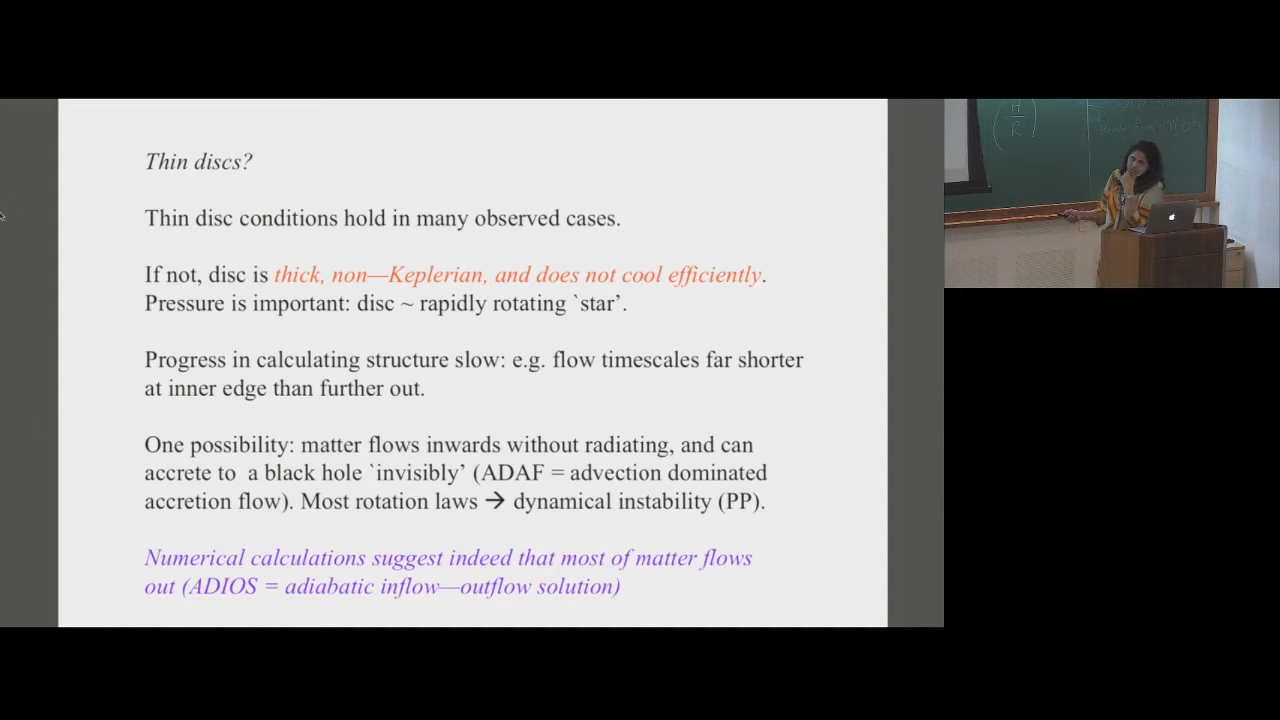 Thin discs?
Thin disc conditions hold in many observed cases.
If not, disc is thick, non—Keplerian, and does not cool efficiently.
Pressure is important: disc ~ rapidly rotating `star’.
Progress in calculating structure slow: e.g. flow timescales far shorter
at inner edge than further out.
One possibility: matter flows inwards without radiating, and can
accrete to a black hole `invisibly’ (ADAF = advection dominated
accretion flow). Most rotation laws → dynamical instability (PP).
Numerical calculations suggest indeed that most of matter flows
out (ADIOS = adiabatic inflow—outflow solution)
(H/R)